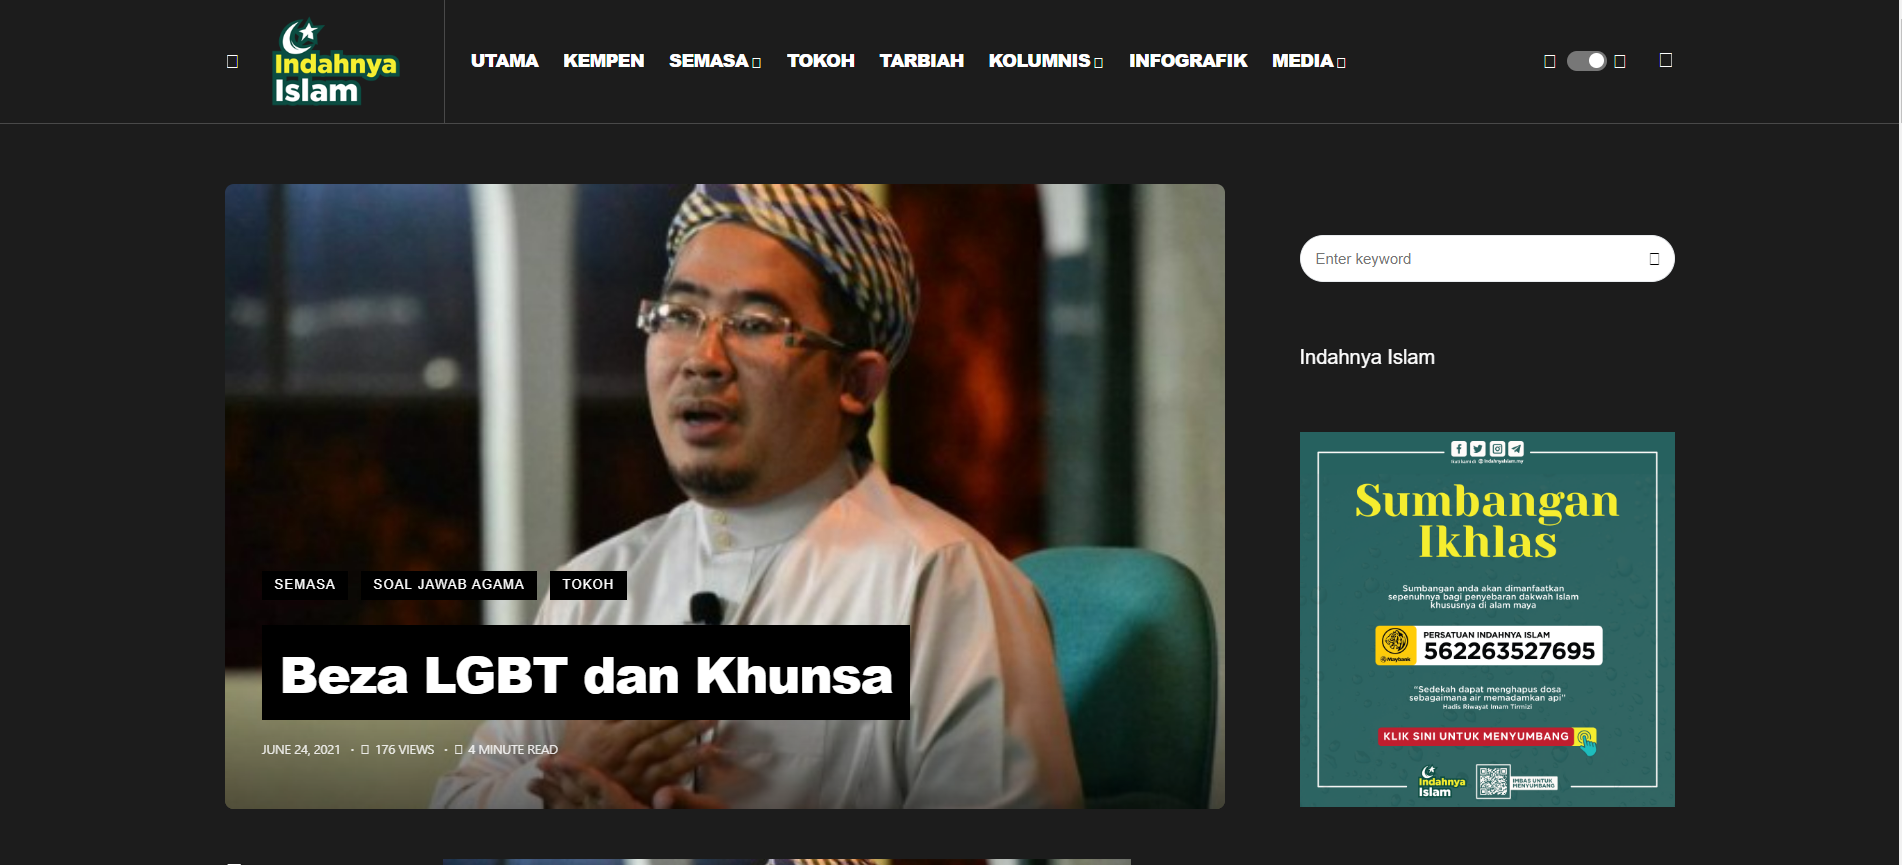 Indahnya
Islam
UTAMA KEMPEN SEMASA TOKOH TARBIAH KOLUMNIS INFOGRAFIK MEDIA
SEMASA SOAL JAWAB AGAMA TOKOH
Beza LGBT dan Khunsa
JUNE 24, 2021 · 176 VIEWS · 4 MINUTE READ
Enter keyword
Indahnya Islam
Sumbangan
Ikhlas
Sumbangan anda akan dimanfaatkan
sepenuhnya bagi penyebaran dakwah Islam
khususnya di alam maya
Maybank
PERSATUAN INDAHNYA ISLAM
562263527695
"Sedekah dapat menghapus dosa
sebagaimana air memadamkan api"
Hadis Riwayat Imam Tirmizi
KLIK SINI UNTUK MENYUMBANG
Indahnya
Islam
IMBAS UNTUK
MENYUMBANG